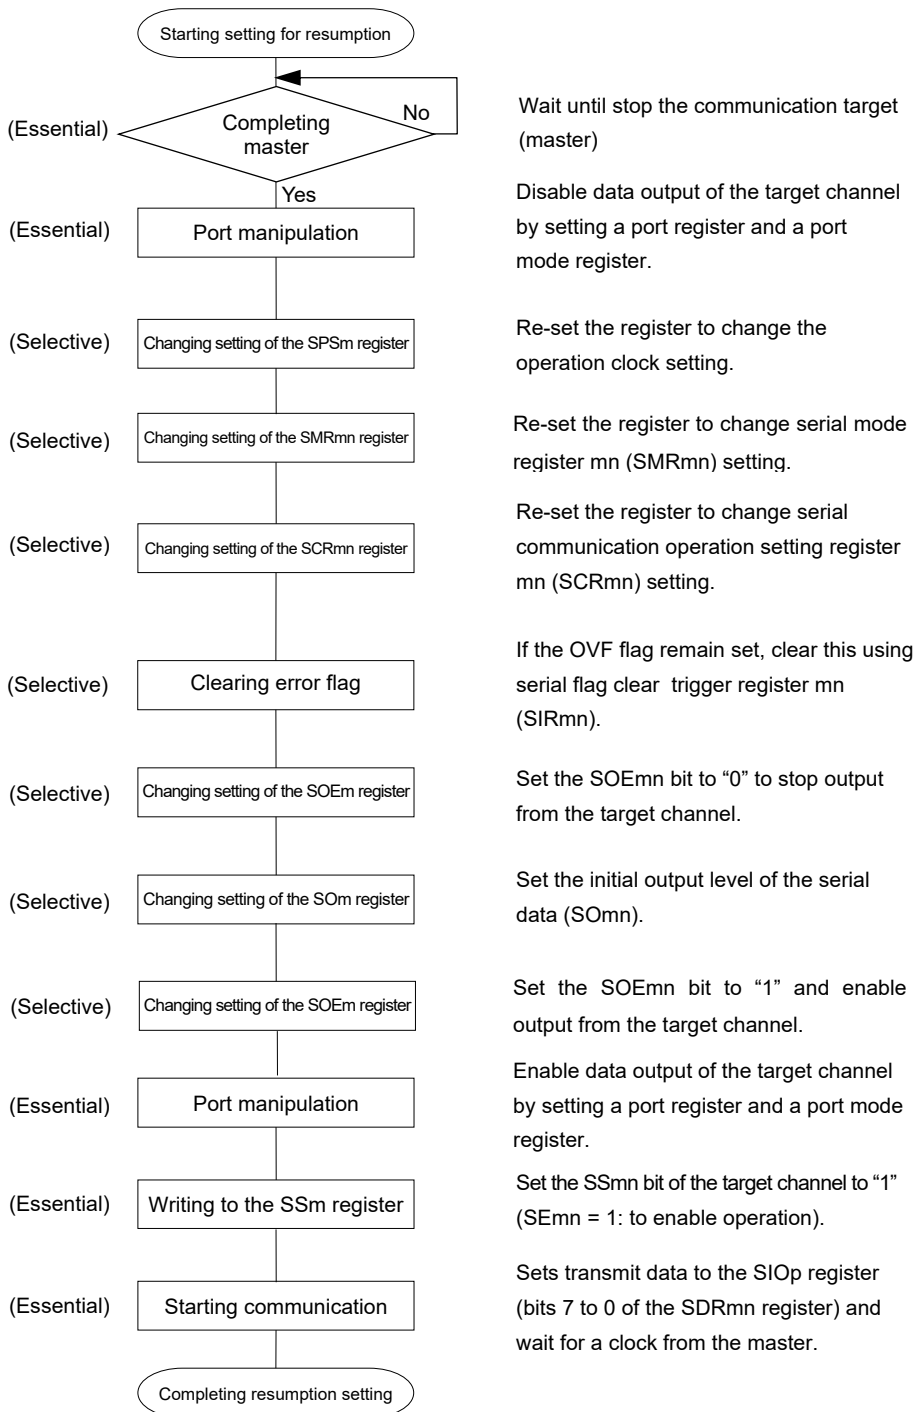 Starting setting for resumption
(Essential)
Completing
master
No
Wait until stop the communication target
(master)
Yes
(Essential)
Port manipulation
Disable data output of the target channel
by setting a port register and a port
mode register.
(Selective)
Changing setting of the SPSm register
Re-set the register to change the
operation clock setting.
(Selective)
Changing setting of the SMRmn register
Re-set the register to change serial mode
register mn (SMRmn) setting.
(Selective)
Changing setting of the SCRmn register
Re-set the register to change serial
communication operation setting register
mn (SCRmn) setting.
(Selective)
Clearing error flag
If the OVF flag remain set, clear this using
serial flag clear trigger register mn
(SIRmn).
(Selective)
Changing setting of the SOEm register
Set the SOEmn bit to “0” to stop output
from the target channel.
(Selective)
Changing setting of the SOm register
Set the initial output level of the serial
data (SOmn).
(Selective)
Changing setting of the SOEm register
Set the SOEmn bit to “1” and enable
output from the target channel.
(Essential)
Port manipulation
Enable data output of the target channel
by setting a port register and a port mode
register.
(Essential)
Writing to the SSm register
Set the SSmn bit of the target channel to “1”
(SEmn = 1: to enable operation).
(Essential)
Starting communication
Sets transmit data to the SIOp register
(bits 7 to 0 of the SDRmn register) and
wait for a clock from the master.
Completing resumption setting